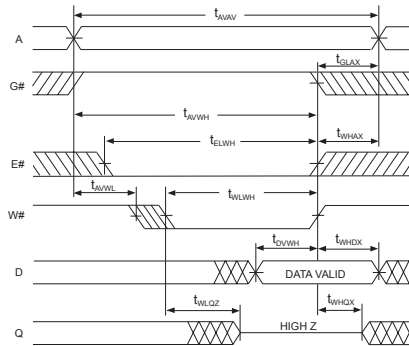 tAVAV
A
tGLAX
G#
tAVWH
tELWH
tWHAX
E#
tAVWL
tWLWH
W#
tDVWH
tWHDX
D
DATA VALID
tWLQZ
tWHQX
Q
HIGH Z